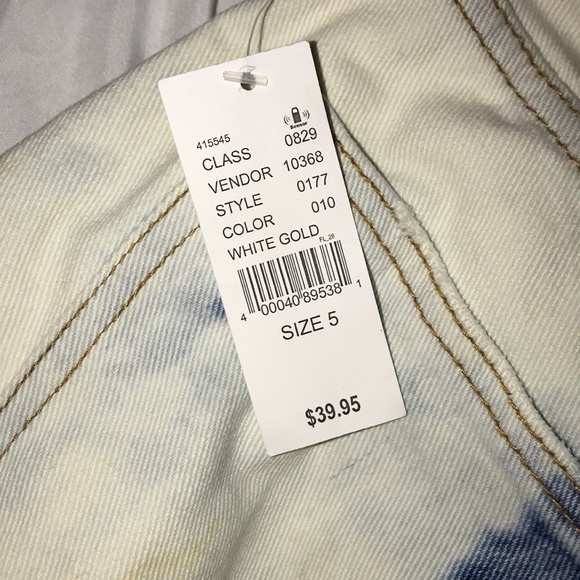 Sensor
415545
CLASS 0829
VENDOR 10368
STYLE 0177
COLOR 010
WHITE GOLD
FL_28
4 00040 89538 1
SIZE 5
$39.95